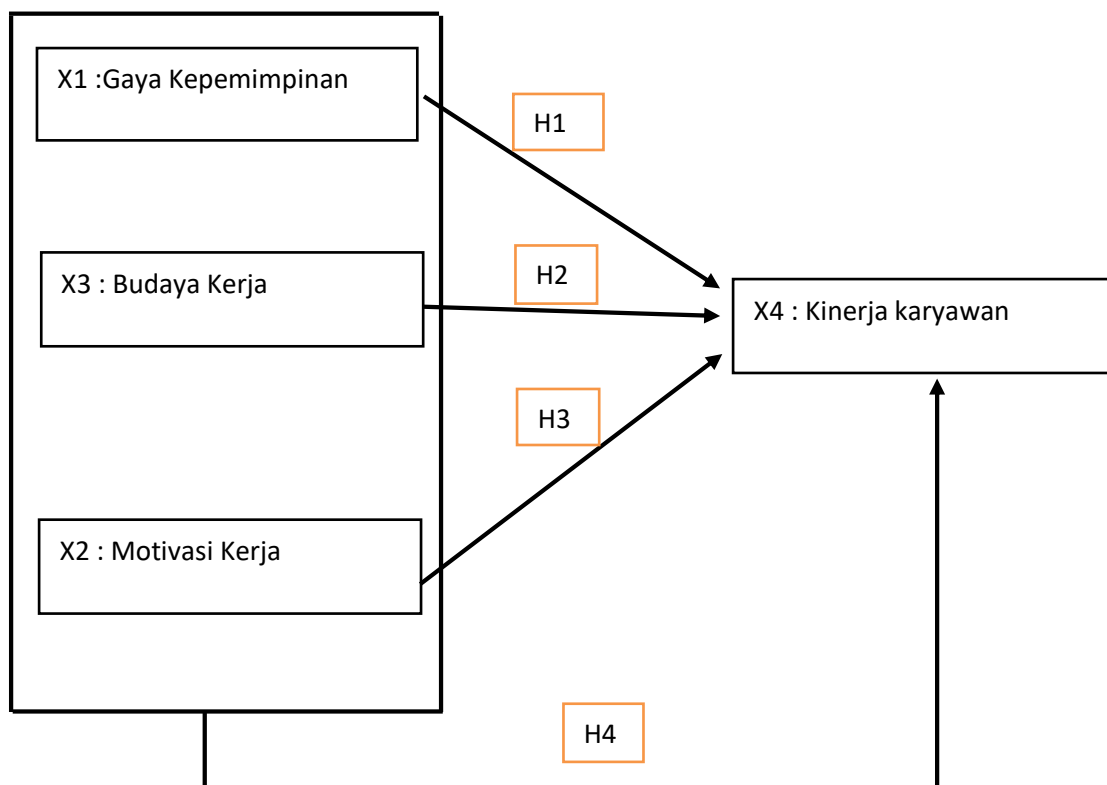 X1 :Gaya Kepemimpinan
H1
X3 : Budaya Kerja
H2
X4 : Kinerja karyawan
H3
X2 : Motivasi Kerja
H4